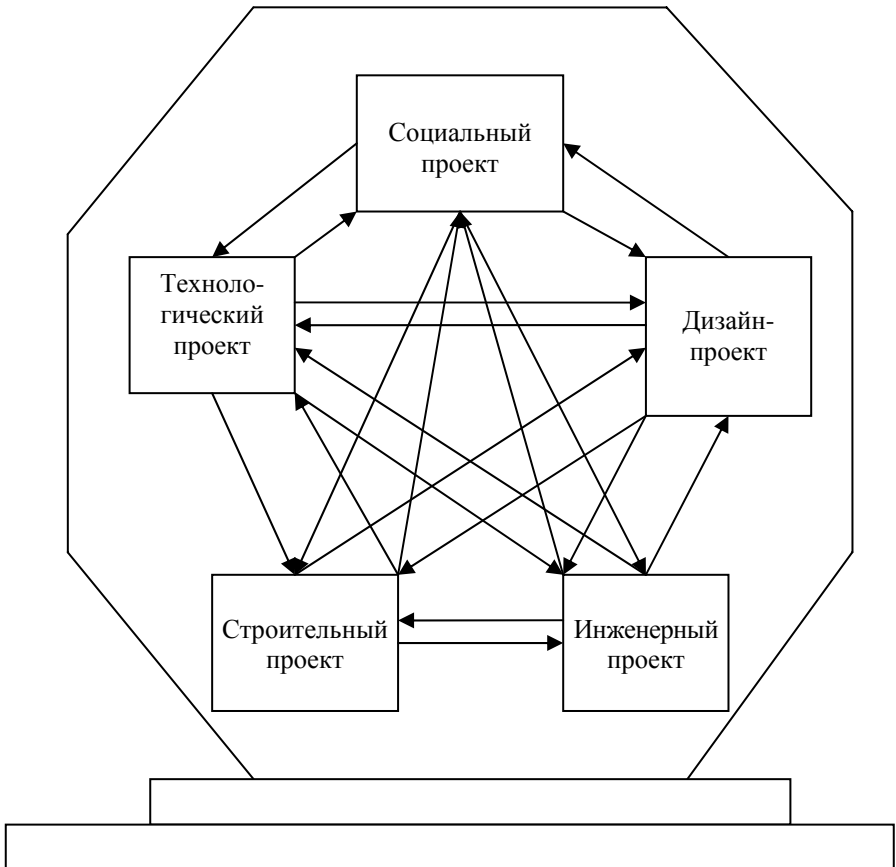 Социальный
проект
Техноло-
гический
проект
Дизайн-
проект
Строительный
проект
Инженерный
проект